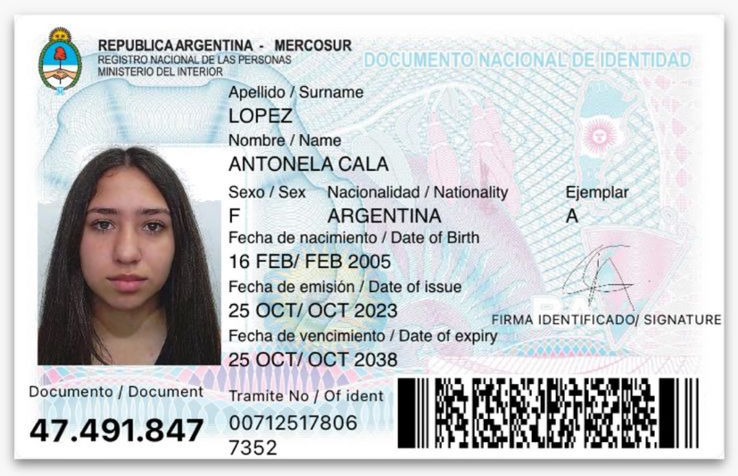 REPUBLICA ARGENTINA - MERCOSUR
REGISTRO NACIONAL DE LAS PERSONAS
MINISTERIO DEL INTERIOR
DOCUMENTO NACIONAL DE IDENTIDAD
Apellido / Surname
LOPEZ
Nombre / Name
ANTONELA CALA
Sexo / Sex Nacionalidad / Nationality Ejemplar
F ARGENTINA A
Fecha de nacimiento / Date of Birth
16 FEB/ FEB 2005
Fecha de emisión / Date of issue
25 OCT/ OCT 2023
FIRMA IDENTIFICADO/ SIGNATURE
Fecha de vencimiento / Date of expiry
25 OCT/ OCT 2038
Documento / Document
47.491.847
Tramite No / Of ident
00712517806
7352